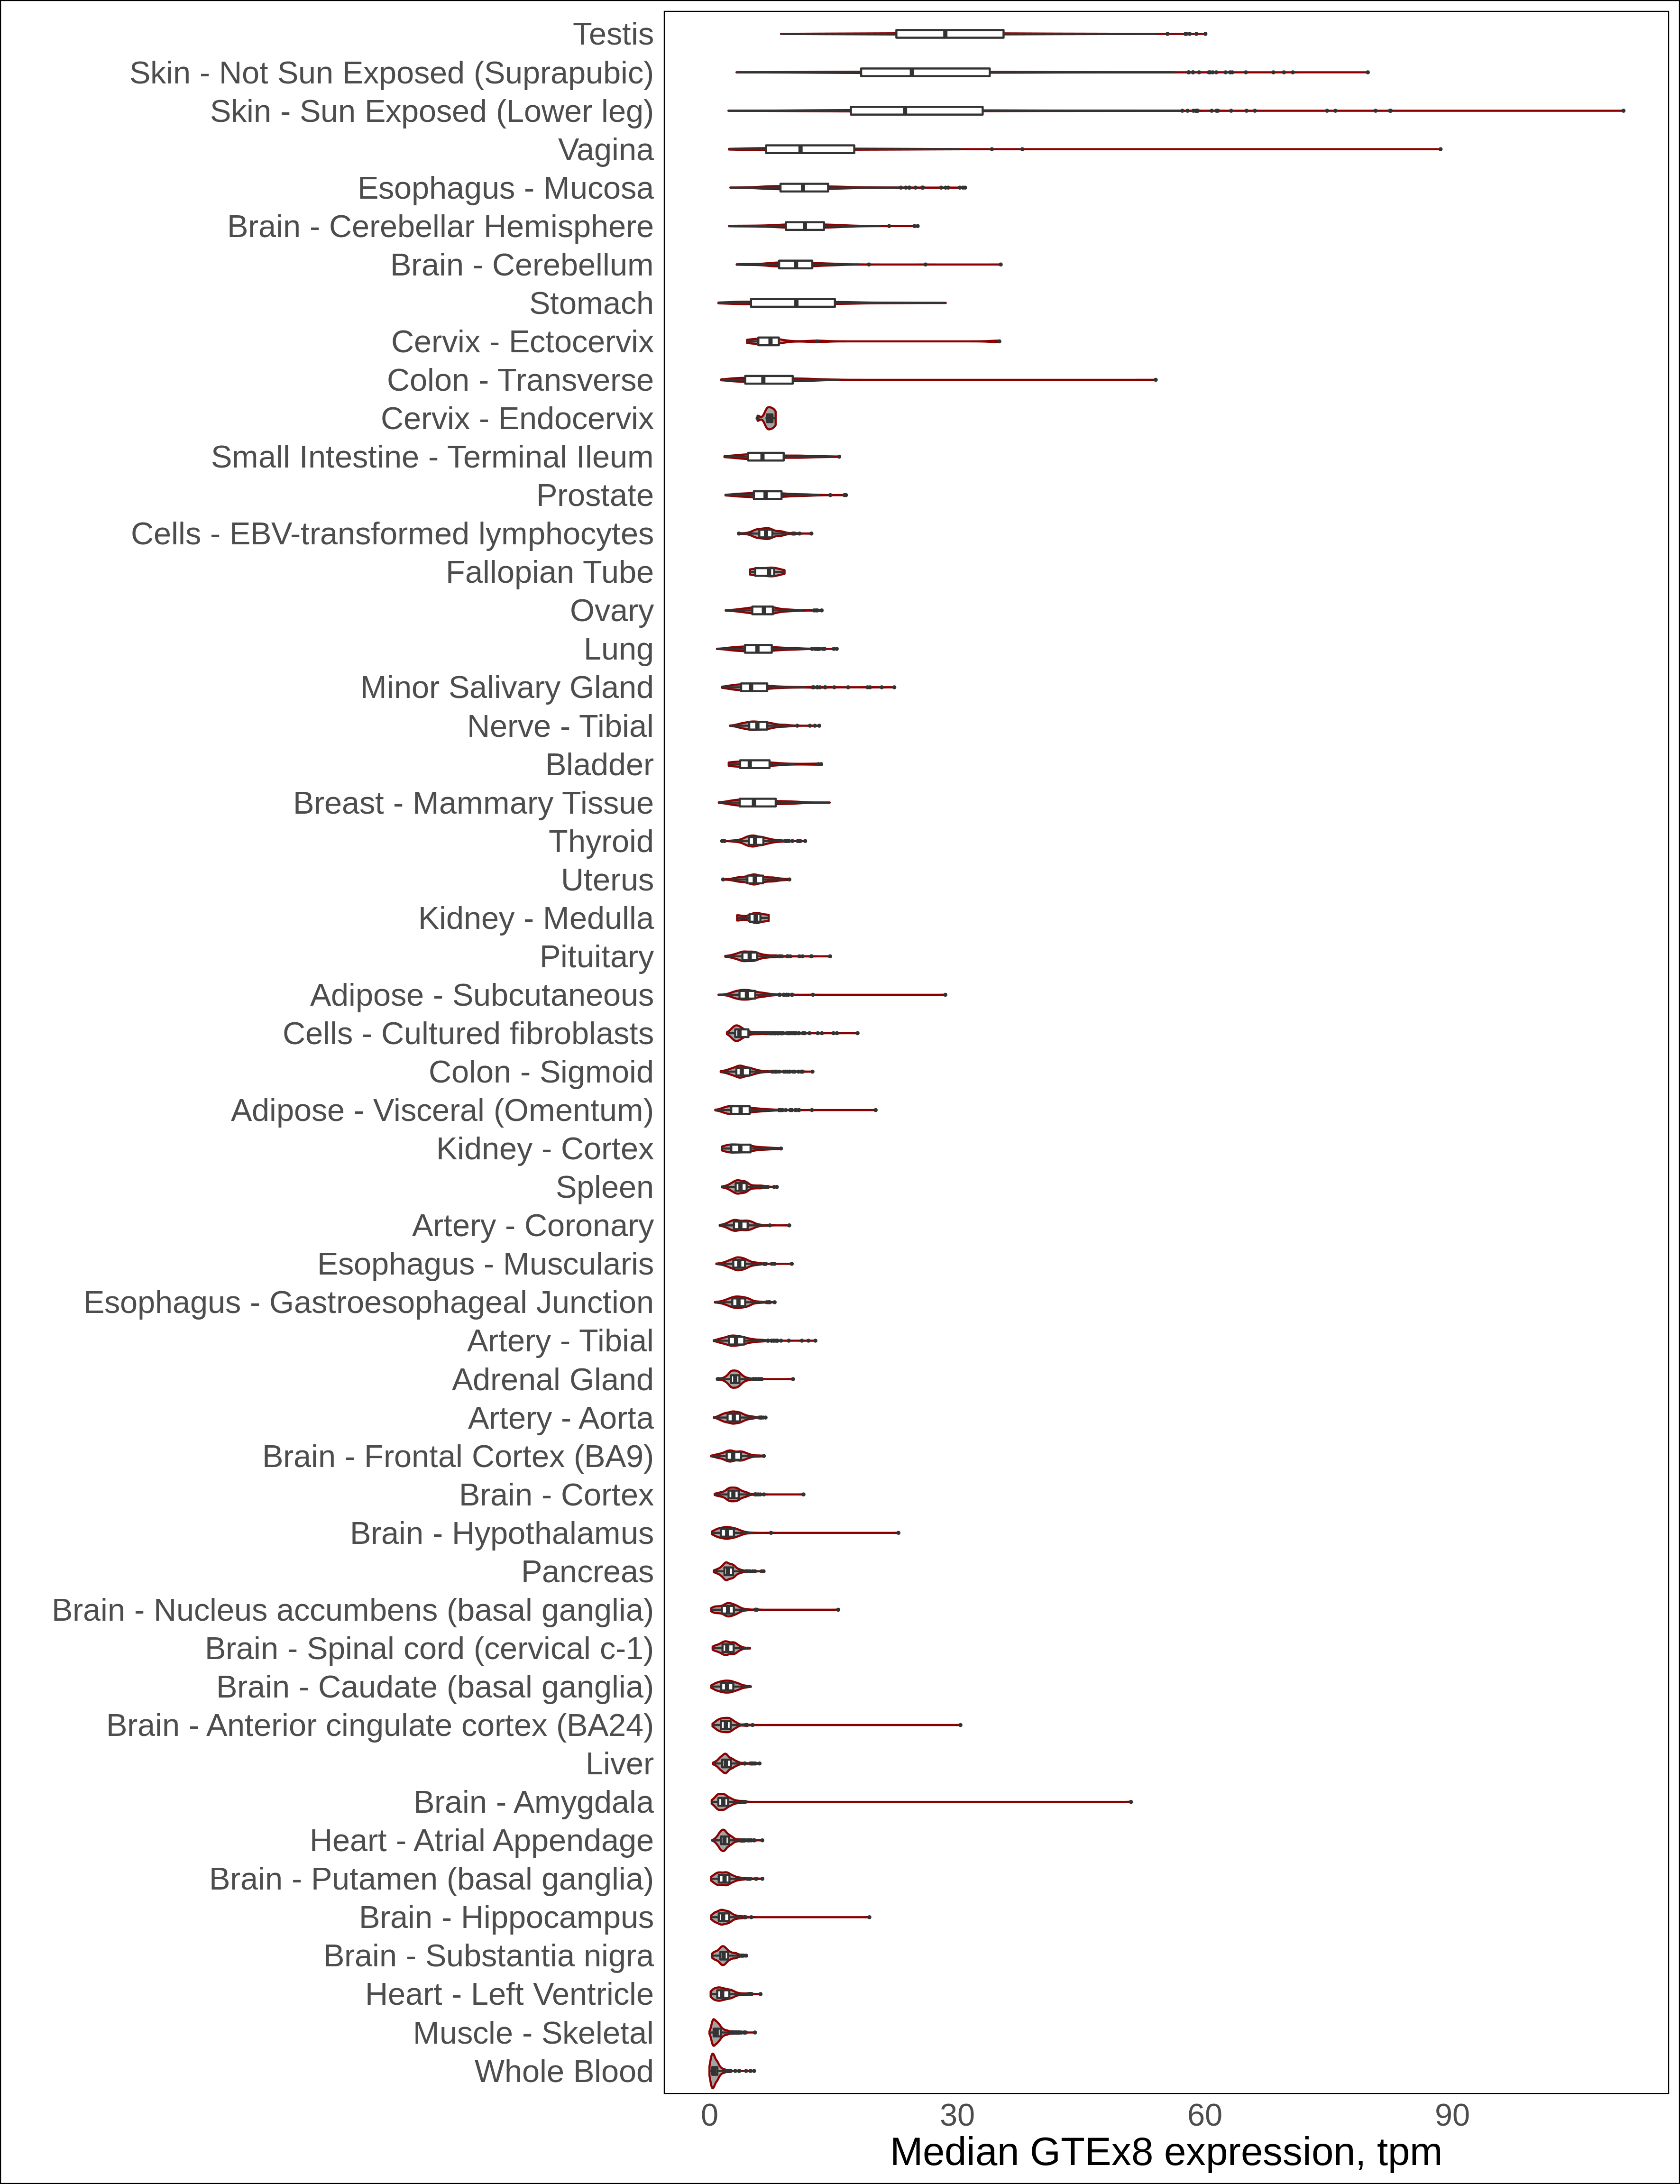 Testis
Skin - Not Sun Exposed (Suprapubic)
Skin - Sun Exposed (Lower leg)
Vagina
Esophagus - Mucosa
Brain - Cerebellar Hemisphere
Brain - Cerebellum
Stomach
Cervix - Ectocervix
Colon - Transverse
Cervix - Endocervix
Small Intestine - Terminal Ileum
Prostate
Cells - EBV-transformed lymphocytes
Fallopian Tube
Ovary
Lung
Minor Salivary Gland
Nerve - Tibial
Bladder
Breast - Mammary Tissue
Thyroid
Uterus
Kidney - Medulla
Pituitary
Adipose - Subcutaneous
Cells - Cultured fibroblasts
Colon - Sigmoid
Adipose - Visceral (Omentum)
Kidney - Cortex
Spleen
Artery - Coronary
Esophagus - Muscularis
Esophagus - Gastroesophageal Junction
Artery - Tibial
Adrenal Gland
Artery - Aorta
Brain - Frontal Cortex (BA9)
Brain - Cortex
Brain - Hypothalamus
Pancreas
Brain - Nucleus accumbens (basal ganglia)
Brain - Spinal cord (cervical c-1)
Brain - Caudate (basal ganglia)
Brain - Anterior cingulate cortex (BA24)
Liver
Brain - Amygdala
Heart - Atrial Appendage
Brain - Putamen (basal ganglia)
Brain - Hippocampus
Brain - Substantia nigra
Heart - Left Ventricle
Muscle - Skeletal
Whole Blood
0 30 60 90
Median GTEx8 expression, tpm